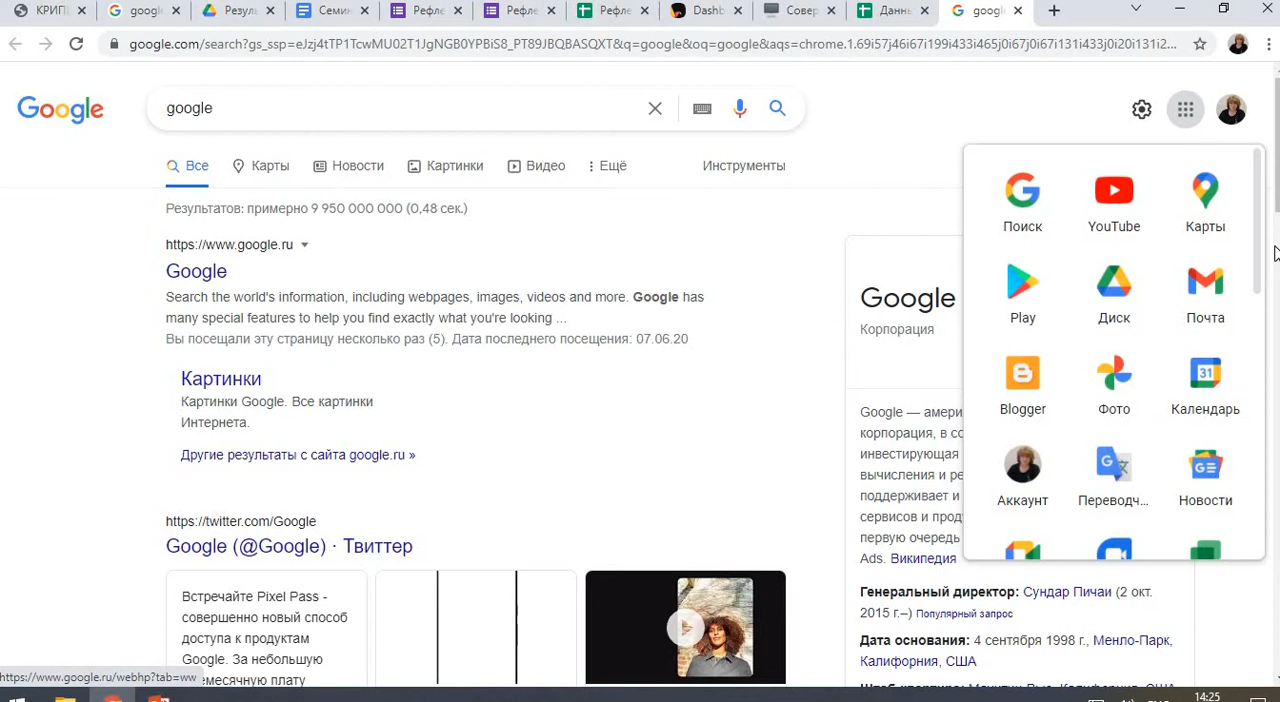 КРИП
google
Резуль
Семин
Рефле
Рефле
Рефле
Dashb
Совер
Данны
google
google.com/search?gs_ssp=eJzj4tTP1TcwMU02T1JgNGB0YPBiS8_PT89JBQBASQXT&q=google&oq=google&aqs=chrome.1.69i57j46i67i199i433i465j0i67j0i67i131i433j0i20i131i2...
Google
google
Все
Карты
Новости
Картинки
Видео
Ещё
Инструменты
Результатов: примерно 9 950 000 000 (0,48 сек.)
https://www.google.ru
Google
Search the world's information, including webpages, images, videos and more. Google has
many special features to help you find exactly what you're looking ...
Вы посещали эту страницу несколько раз (5). Дата последнего посещения: 07.06.20
Картинки
Картинки Google. Все картинки
Интернета.
Другие результаты с сайта google.ru »
https://twitter.com/Google
Google (@Google) · Твиттер
Встречайте Pixel Pass -
совершенно новый способ
доступа к продуктам
Google. За небольшую
месячную плату
Google
Корпорация
Google — амери
корпорация, в со
инвестирующая
вычисления и ре
поддерживает и
сервисов и проду
первую очередь
Ads. Википедия
Генеральный директор: Сундар Пичаи (2 окт.
2015 г.–) Популярный запрос
Дата основания: 4 сентября 1998 г., Менло-Парк,
Калифорния, США
Поиск
YouTube
Карты
Play
Диск
Почта
Blogger
Фото
31
Календарь
Аккаунт
Переводч...
Новости
https://www.google.ru/webhp?tab=ww
14:25